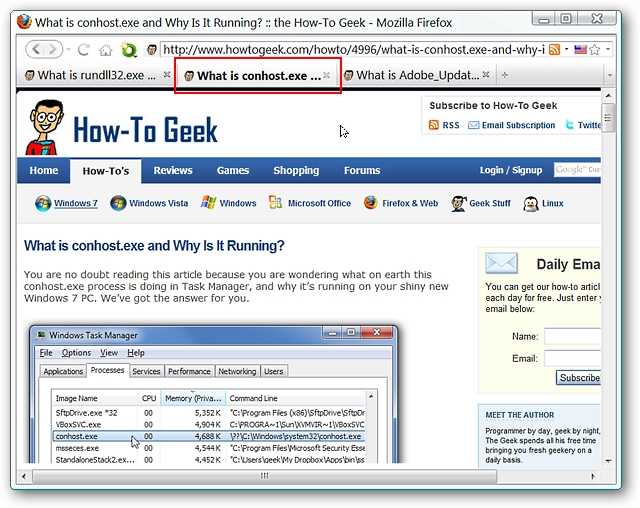 What is conhost.exe and Why Is It Running? :: the How-To Geek - Mozilla Firefox
http://www.howtogeek.com/howto/4996/what-is-conhost.exe-and-why-i
What is rundll32.exe ...
What is conhost.exe ...
What is Adobe_Updat...
How-To Geek
Subscribe to How-To Geek
RSS Email Subscription Twitte
Home How-To's Reviews Games Shopping Forums Login / Signup Google™ Cus
Windows 7 Windows Vista Windows Microsoft Office Firefox & Web Geek Stuff Linux
What is conhost.exe and Why Is It Running?
You are no doubt reading this article because you are wondering what on earth this
conhost.exe process is doing in Task Manager, and why it's running on your shiny new
Windows 7 PC. We've got the answer for you.
Windows Task Manager
File Options View Help
Applications Processes Services Performance Networking Users
Image Name CPU Memory (Priva... Command Line
SftpDrive.exe *32 00 5,352 K "C:\Program Files (x86)\SftpDrive\SftpDr
VBoxSVC.exe 00 4,904 K C:\PROGRA~1\Sun\XVMVIR~1\VBOXSV
conhost.exe 00 4,688 K \??\C:\Windows\system32\conhost.exe
msseces.exe 00 4,544 K "C:\Program Files\Microsoft Security Esse
StandaloneStack2.ex... 00 4,452 K "C:\Users\geek\My Dropbox\Apps\bin\ss
Daily Ema
You can get our how-to article
each day for free. Just enter y
email below:
Name:
Email:
Subscribe
MEET THE AUTHOR
Programmer by day, geek by night,
The Geek spends all his free time
bringing you fresh geekery on a
daily basis.